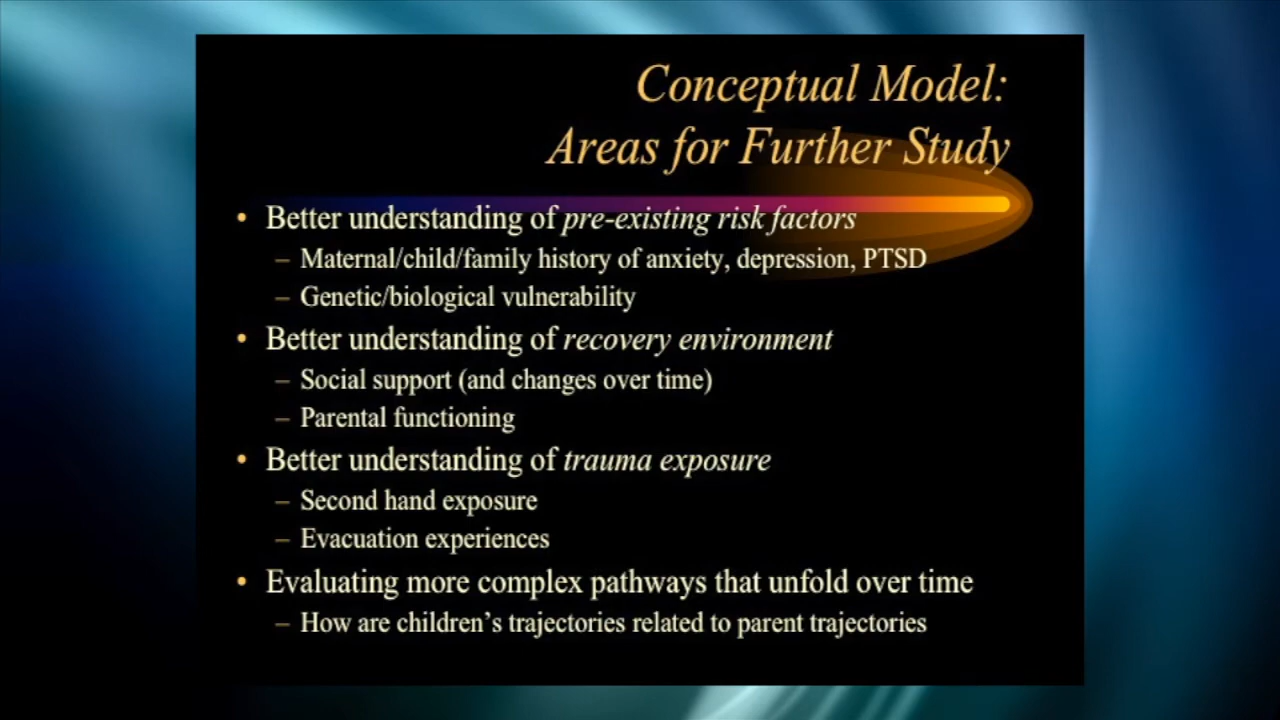 Conceptual Model:
Areas for Further Study
• Better understanding of pre-existing risk factors
– Maternal/child/family history of anxiety, depression, PTSD
– Genetic/biological vulnerability
• Better understanding of recovery environment
– Social support (and changes over time)
– Parental functioning
• Better understanding of trauma exposure
– Second hand exposure
– Evacuation experiences
• Evaluating more complex pathways that unfold over time
– How are children’s trajectories related to parent trajectories